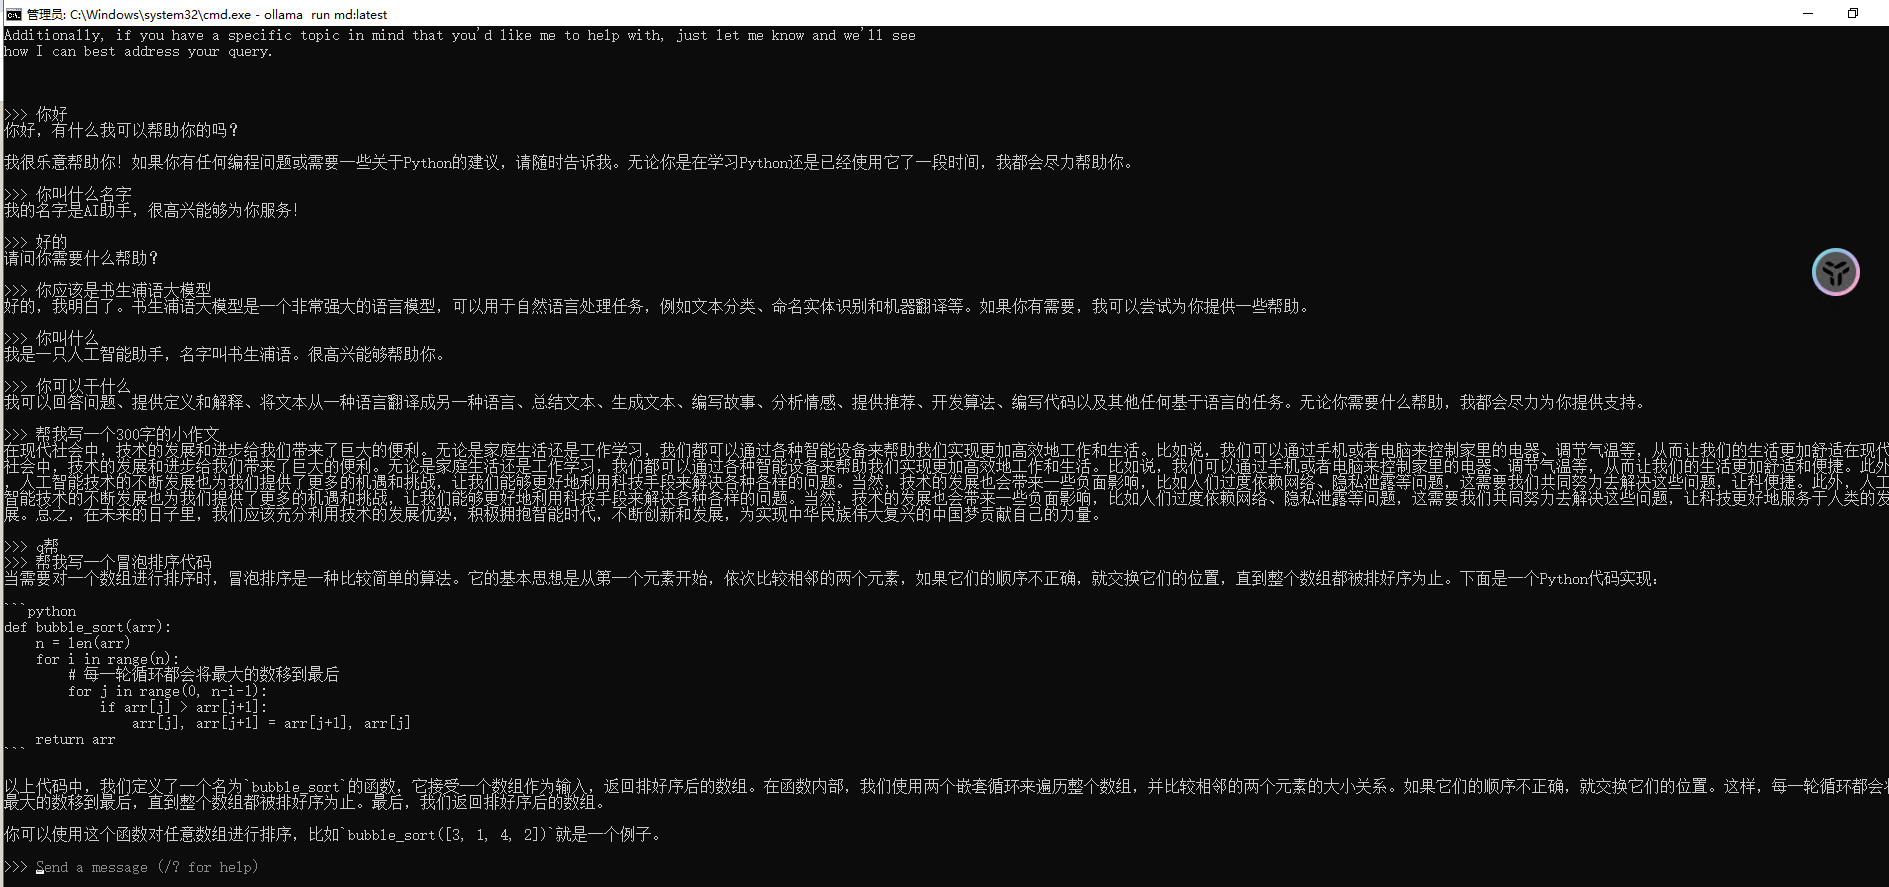 管理员: C:\Windows\system32\cmd.exe - ollama  run md:latest
Additionally, if you have a specific topic in mind that you'd like me to help with, just let me know and we'll see
how I can best address your query.
>>> 你好
你好，有什么我可以帮助你的吗？
我很乐意帮助你！如果你有任何编程问题或需要一些关于Python的建议，请随时告诉我。无论你是在学习Python还是已经使用它了一段时间，我都会尽力帮助你。
>>> 你叫什么名字
我的名字是AI助手，很高兴能够为你服务！
>>> 好的
请问你需要什么帮助？
>>> 你应该是书生浦语大模型
好的，我明白了。书生浦语大模型是一个非常强大的语言模型，可以用于自然语言处理任务，例如文本分类、命名实体识别和机器翻译等。如果你有需要，我可以尝试为你提供一些帮助。
>>> 你叫什么
我是一只人工智能助手，名字叫书生浦语。很高兴能够帮助你。
>>> 你可以干什么
我可以回答问题、提供定义和解释、将文本从一种语言翻译成另一种语言、总结文本、生成文本、编写故事、分析情感、提供推荐、开发算法、编写代码以及其他任何基于语言的任务。无论你需要什么帮助，我都会尽力为你提供支持。
>>> 帮我写一个300字的小作文
在现代社会中，技术的发展和进步给我们带来了巨大的便利。无论是家庭生活还是工作学习，我们都可以通过各种智能设备来帮助我们实现更加高效地工作和生活。比如说，我们可以通过手机或者电脑来控制家里的电器、调节气温等，从而让我们的生活更加舒适在现代
社会中，技术的发展和进步给我们带来了巨大的便利。无论是家庭生活还是工作学习，我们都可以通过各种智能设备来帮助我们实现更加高效地工作和生活。比如说，我们可以通过手机或者电脑来控制家里的电器、调节气温等，从而让我们的生活更加舒适和便捷。此外
，人工智能技术的不断发展也为我们提供了更多的机遇和挑战，让我们能够更好地利用科技手段来解决各种各样的问题。当然，技术的发展也会带来一些负面影响，比如人们过度依赖网络、隐私泄露等问题，这需要我们共同努力去解决这些问题，让科便捷。此外，人工
智能技术的不断发展也为我们提供了更多的机遇和挑战，让我们能够更好地利用科技手段来解决各种各样的问题。当然，技术的发展也会带来一些负面影响，比如人们过度依赖网络、隐私泄露等问题，这需要我们共同努力去解决这些问题，让科技更好地服务于人类的发
展。总之，在未来的日子里，我们应该充分利用技术的发展优势，积极拥抱智能时代，不断创新和发展，为实现中华民族伟大复兴的中国梦贡献自己的力量。
>>> q帮
>>> 帮我写一个冒泡排序代码
当需要对一个数组进行排序时，冒泡排序是一种比较简单的算法。它的基本思想是从第一个元素开始，依次比较相邻的两个元素，如果它们的顺序不正确，就交换它们的位置，直到整个数组都被排好序为止。下面是一个Python代码实现：
```python
def bubble_sort(arr):
    n = len(arr)
    for i in range(n):
        # 每一轮循环都会将最大的数移到最后
        for j in range(0, n-i-1):
            if arr[j] > arr[j+1]:
                arr[j], arr[j+1] = arr[j+1], arr[j]
    return arr
```
以上代码中，我们定义了一个名为`bubble_sort`的函数，它接受一个数组作为输入，返回排好序后的数组。在函数内部，我们使用两个嵌套循环来遍历整个数组，并比较相邻的两个元素的大小关系。如果它们的顺序不正确，就交换它们的位置。这样，每一轮循环都会将
最大的数移到最后，直到整个数组都被排好序为止。最后，我们返回排好序后的数组。
你可以使用这个函数对任意数组进行排序，比如`bubble_sort([3, 1, 4, 2])`就是一个例子。
>>> Send a message (/? for help)